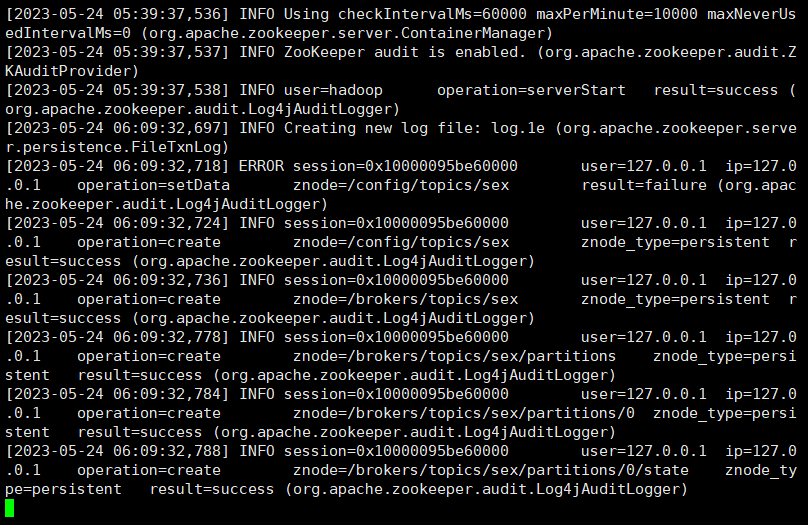 [2023-05-24 05:39:37,536] INFO Using checkIntervalMs=60000 maxPerMinute=10000 maxNeverUs
edIntervalMs=0 (org.apache.zookeeper.server.ContainerManager)
[2023-05-24 05:39:37,537] INFO ZooKeeper audit is enabled. (org.apache.zookeeper.audit.Z
KAuditProvider)
[2023-05-24 05:39:37,538] INFO user=hadoop      operation=serverStart   result=success (
org.apache.zookeeper.audit.Log4jAuditLogger)
[2023-05-24 06:09:32,697] INFO Creating new log file: log.1e (org.apache.zookeeper.serve
r.persistence.FileTxnLog)
[2023-05-24 06:09:32,718] ERROR session=0x10000095be60000       user=127.0.0.1  ip=127.0
.0.1    operation=setData       znode=/config/topics/sex        result=failure (org.apac
he.zookeeper.audit.Log4jAuditLogger)
[2023-05-24 06:09:32,724] INFO session=0x10000095be60000        user=127.0.0.1  ip=127.0
.0.1    operation=create        znode=/config/topics/sex        znode_type=persistent  r
esult=success (org.apache.zookeeper.audit.Log4jAuditLogger)
[2023-05-24 06:09:32,736] INFO session=0x10000095be60000        user=127.0.0.1  ip=127.0
.0.1    operation=create        znode=/brokers/topics/sex       znode_type=persistent  r
esult=success (org.apache.zookeeper.audit.Log4jAuditLogger)
[2023-05-24 06:09:32,778] INFO session=0x10000095be60000        user=127.0.0.1  ip=127.0
.0.1    operation=create        znode=/brokers/topics/sex/partitions    znode_type=persi
stent   result=success (org.apache.zookeeper.audit.Log4jAuditLogger)
[2023-05-24 06:09:32,784] INFO session=0x10000095be60000        user=127.0.0.1  ip=127.0
.0.1    operation=create        znode=/brokers/topics/sex/partitions/0  znode_type=persi
stent   result=success (org.apache.zookeeper.audit.Log4jAuditLogger)
[2023-05-24 06:09:32,788] INFO session=0x10000095be60000        user=127.0.0.1  ip=127.0
.0.1    operation=create        znode=/brokers/topics/sex/partitions/0/state    znode_ty
pe=persistent   result=success (org.apache.zookeeper.audit.Log4jAuditLogger)